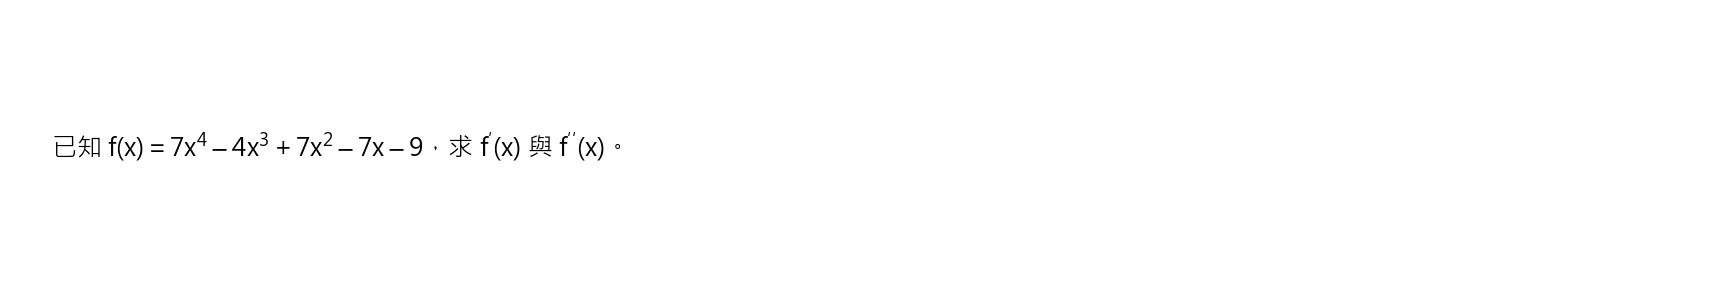 已知 f(x) = 7x⁴ – 4x³ + 7x² – 7x – 9，求 f′(x) 與 f′′(x)。